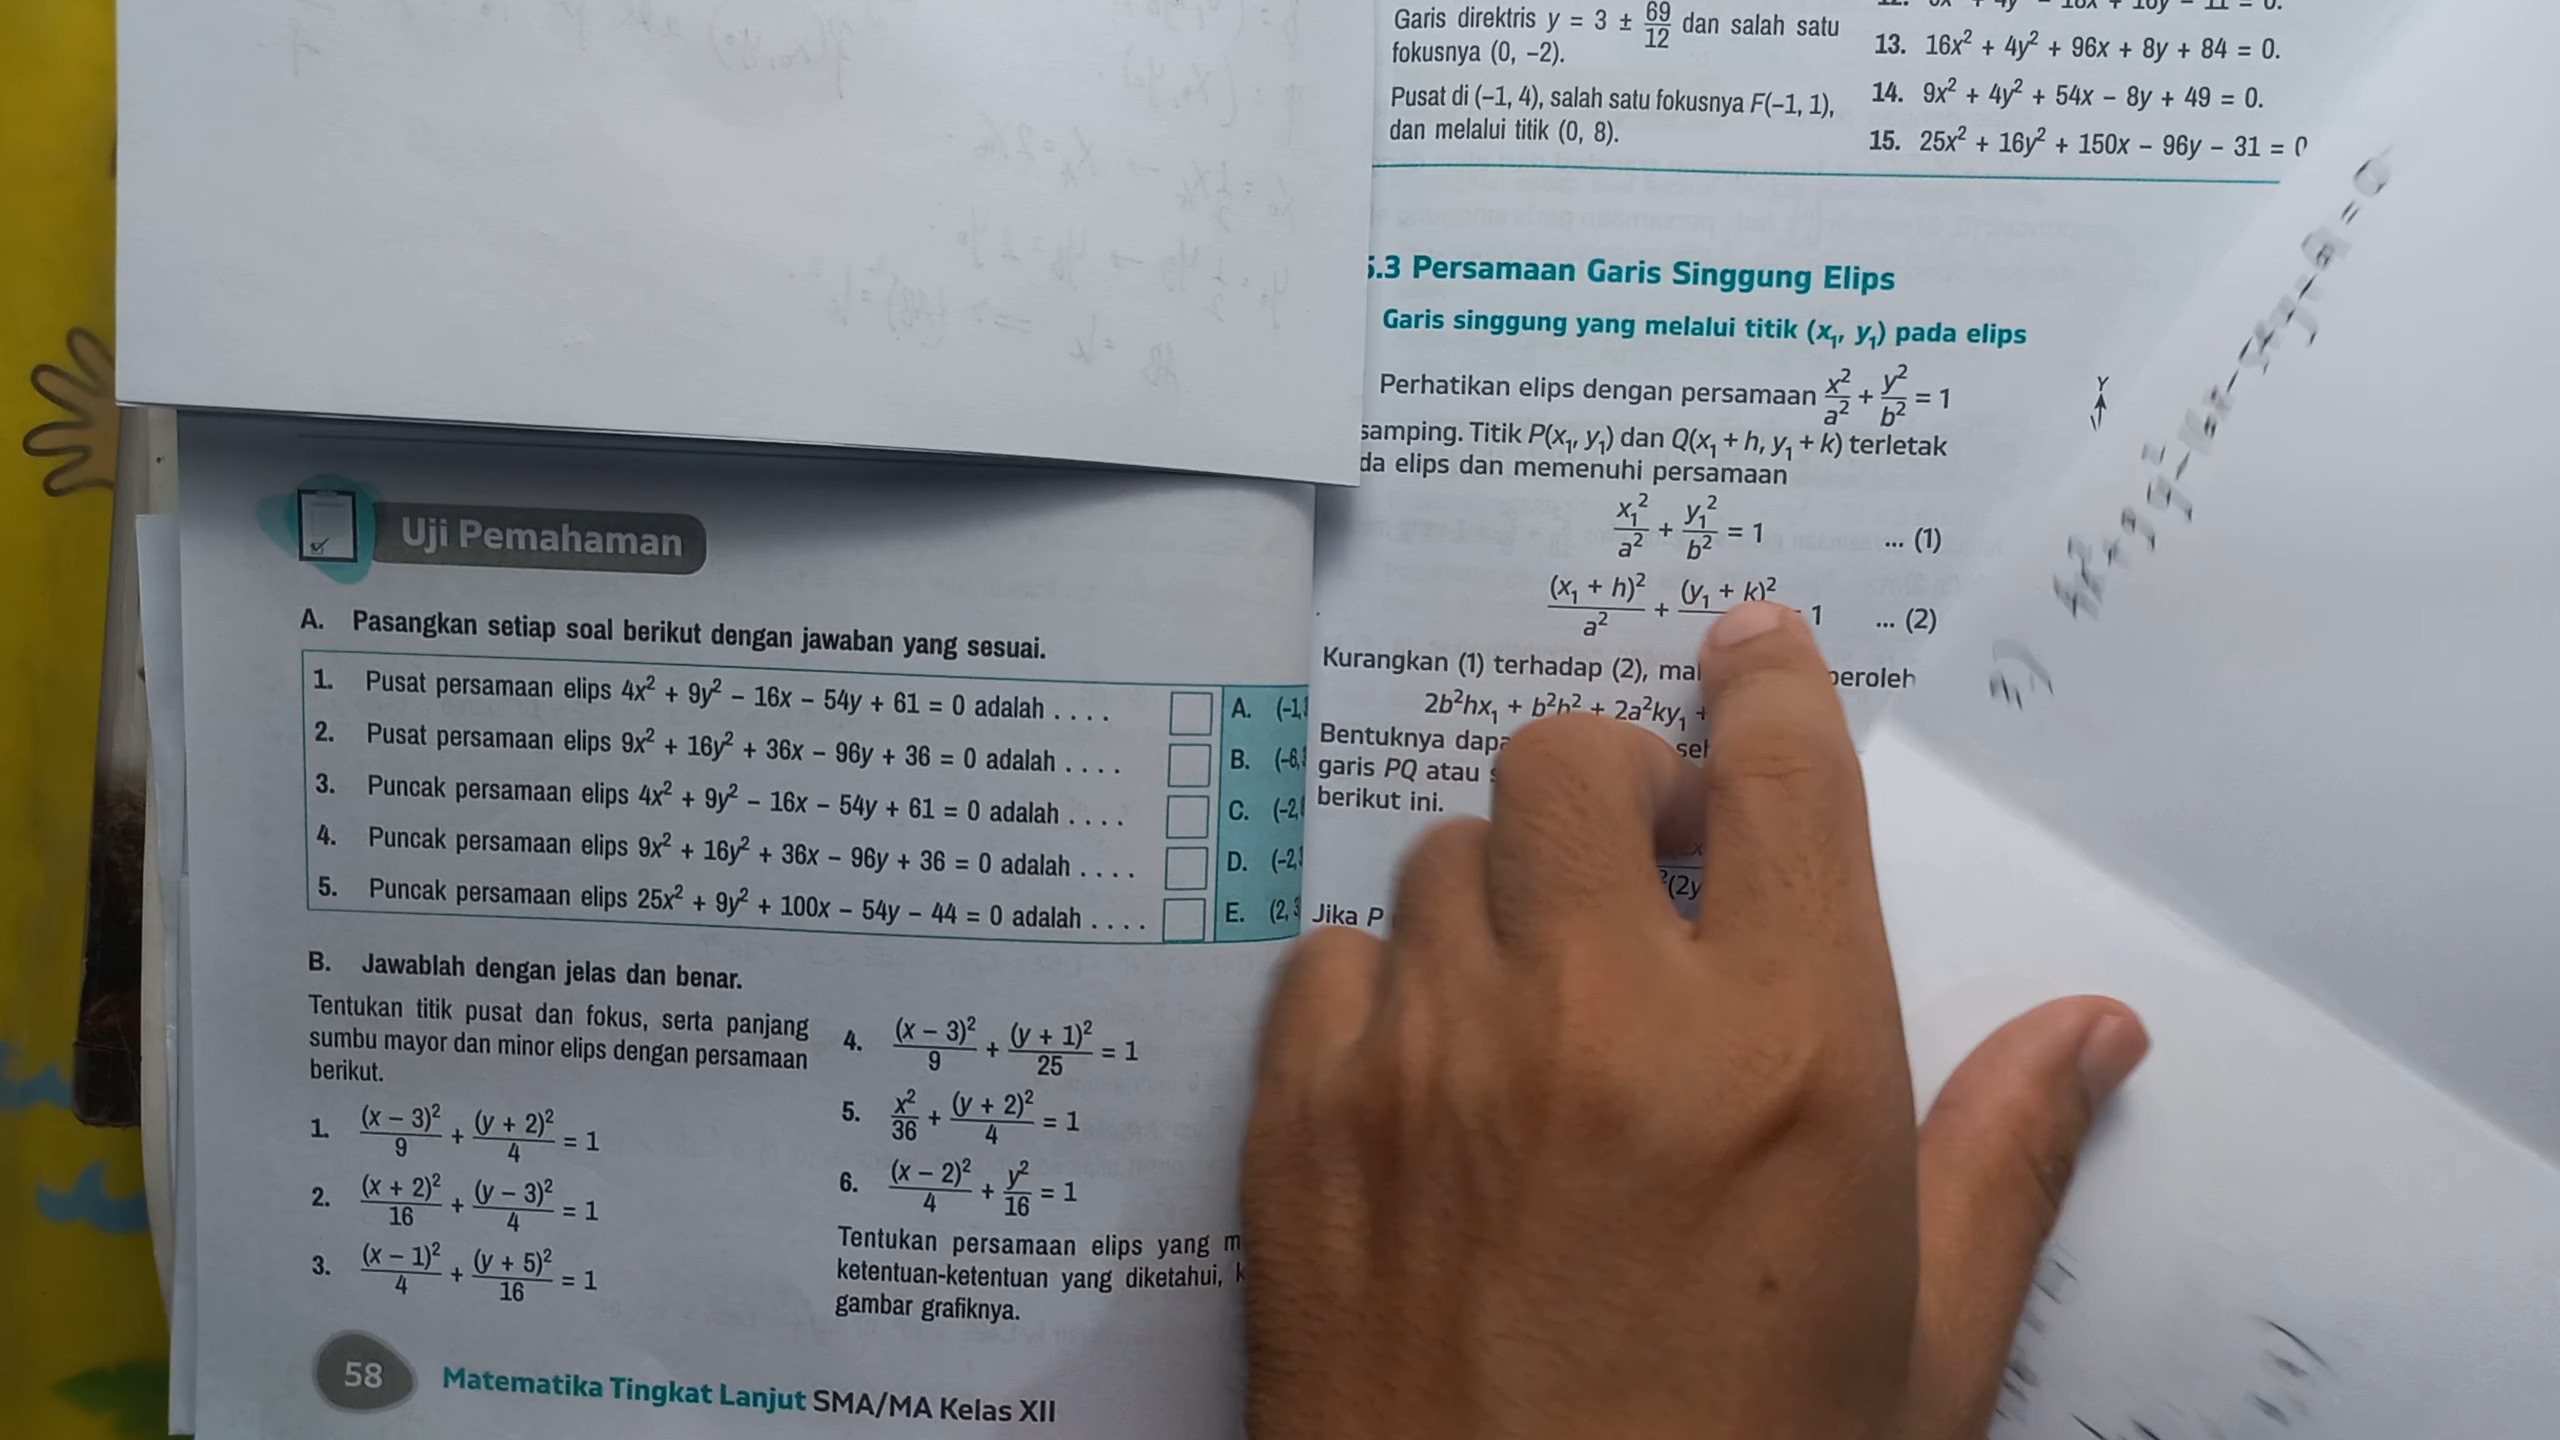 Uji Pemahaman
A. Pasangkan setiap soal berikut dengan jawaban yang sesuai.
1. Pusat persamaan elips 4x² + 9y² – 16x – 54y + 61 = 0 adalah . . . .
2. Pusat persamaan elips 9x² + 16y² + 36x – 96y + 36 = 0 adalah . . . .
3. Puncak persamaan elips 4x² + 9y² – 16x – 54y + 61 = 0 adalah . . . .
4. Puncak persamaan elips 9x² + 16y² + 36x – 96y + 36 = 0 adalah . . . .
5. Puncak persamaan elips 25x² + 9y² + 100x – 54y – 44 = 0 adalah . . . .
A. (–1,
B. (–6,
C. (–2,
D. (–2,
E. (2,
B. Jawablah dengan jelas dan benar.
Tentukan titik pusat dan fokus, serta panjang
sumbu mayor dan minor elips dengan persamaan
berikut.
1. (x – 3)²/9 + (y + 2)²/4 = 1
2. (x + 2)²/16 + (y – 3)²/4 = 1
3. (x – 1)²/4 + (y + 5)²/16 = 1
4. (x – 3)²/9 + (y + 1)²/25 = 1
5. x²/36 + (y + 2)²/4 = 1
6. (x – 2)²/4 + y²/16 = 1
Tentukan persamaan elips yang
ketentuan-ketentuan yang diketahui,
gambar grafiknya.
58 Matematika Tingkat Lanjut SMA/MA Kelas XII
Garis direktris y = 3 ± 69/12 dan salah satu
fokusnya (0, –2).
Pusat di (–1, 4), salah satu fokusnya F(–1, 1),
dan melalui titik (0, 8).
13. 16x² + 4y² + 96x + 8y + 84 = 0.
14. 9x² + 4y² + 54x – 8y + 49 = 0.
15. 25x² + 16y² + 150x – 96y – 31 = 0
.3 Persamaan Garis Singgung Elips
Garis singgung yang melalui titik (x₁, y₁) pada elips
Perhatikan elips dengan persamaan x²/a² + y²/b² = 1
samping. Titik P(x₁, y₁) dan Q(x₁ + h, y₁ + k) terletak
da elips dan memenuhi persamaan
x₁²/a² + y₁²/b² = 1 ... (1)
(x₁ + h)²/a² + (y₁ + k)² 1 ... (2)
Kurangkan (1) terhadap (2), peroleh
2b²hx₁ + b²h² + 2a²ky₁ +
Bentuknya
garis PQ atau
berikut ini.
(2y
Jika P
Y